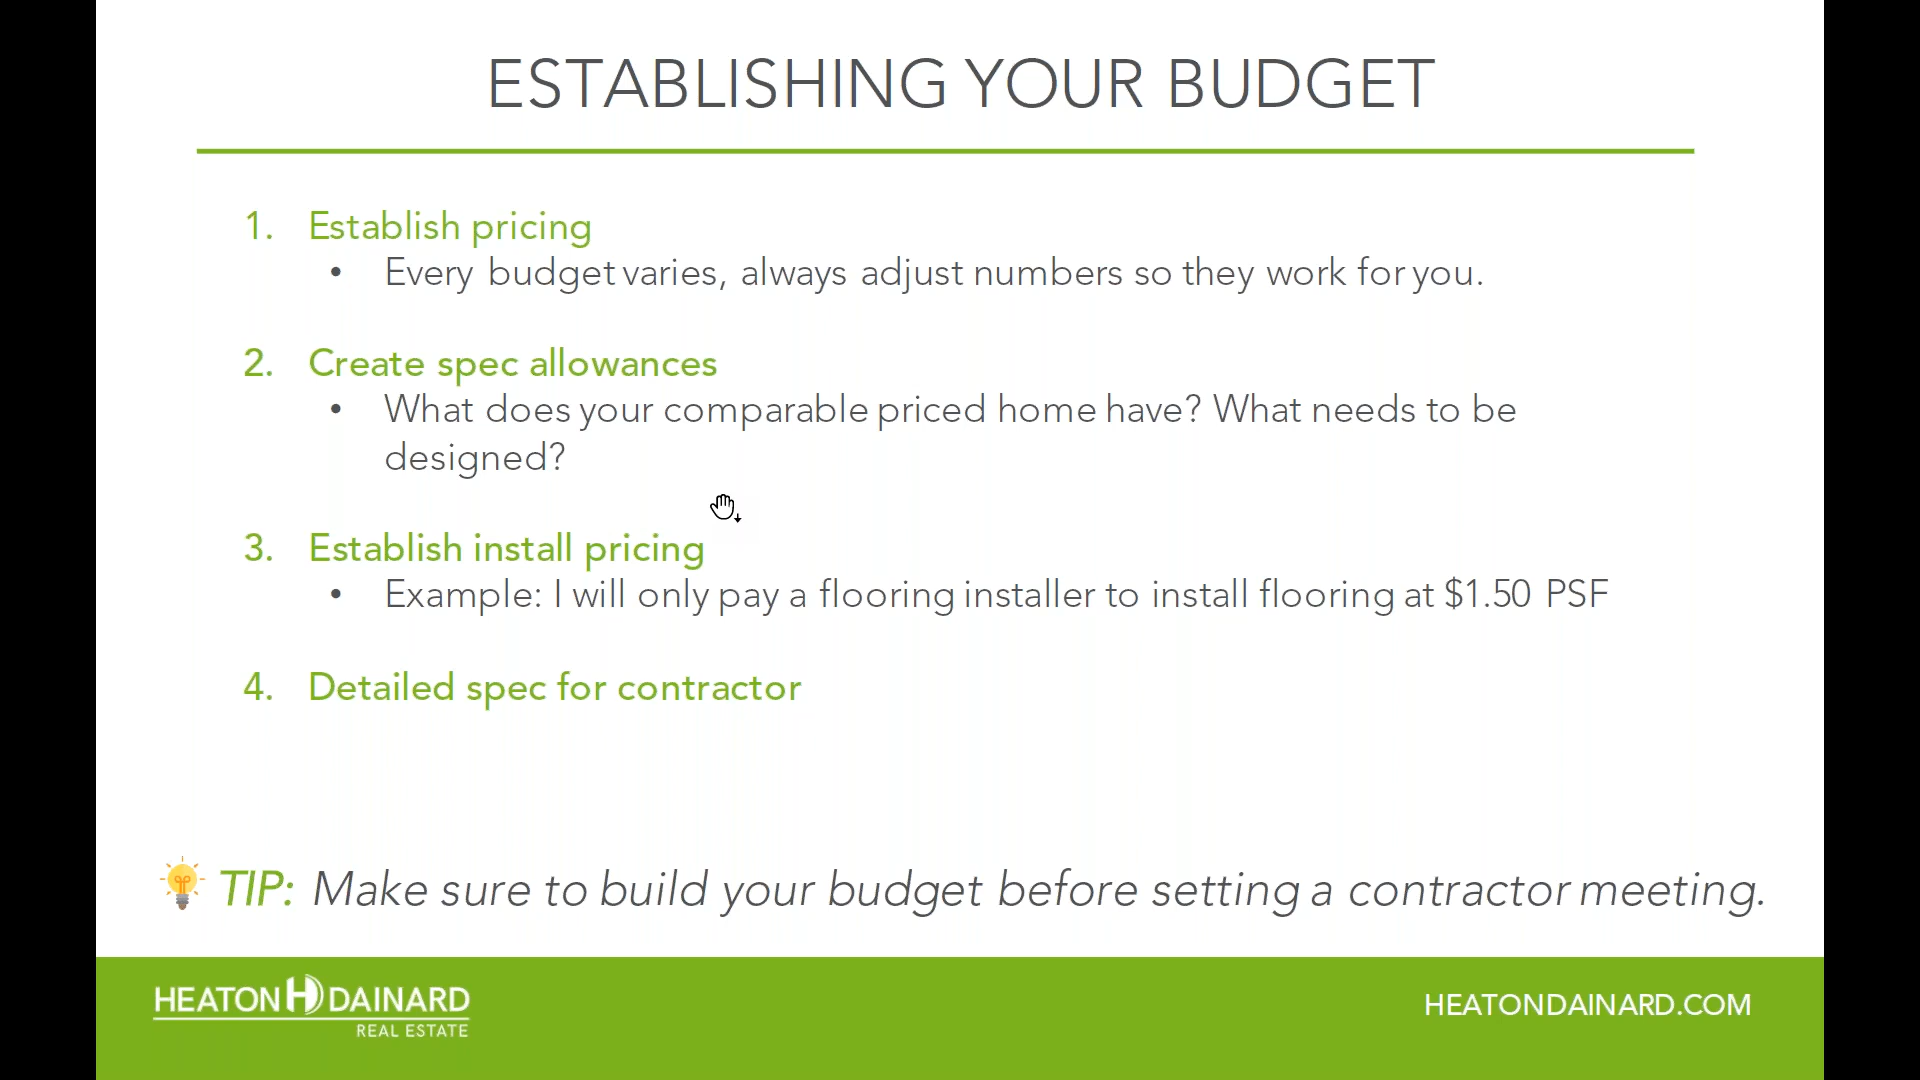 ESTABLISHING YOUR BUDGET
1. Establish pricing
• Every budget varies, always adjust numbers so they work for you.
2. Create spec allowances
• What does your comparable priced home have? What needs to be
designed?
3. Establish install pricing
• Example: I will only pay a flooring installer to install flooring at $1.50 PSF
4. Detailed spec for contractor
TIP: Make sure to build your budget before setting a contractor meeting.
HEATON HD DAINARD
REAL ESTATE
HEATONDAINARD.COM